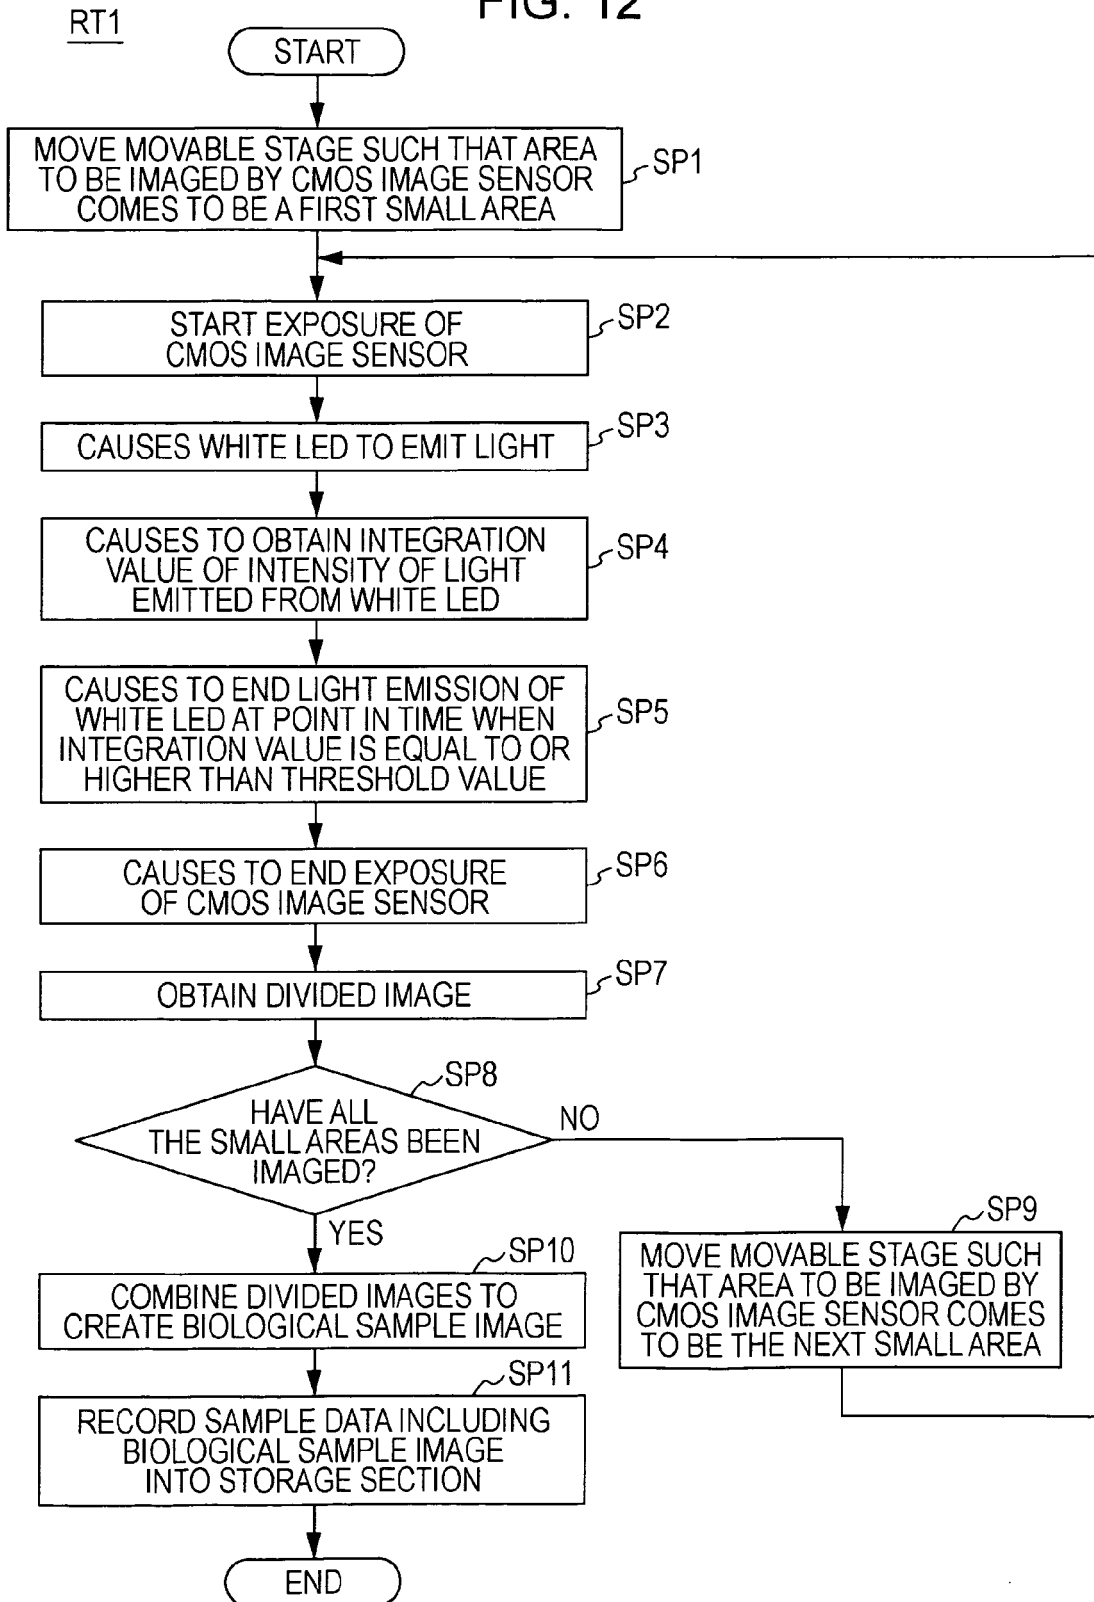 FIG. 12
RT1
START
MOVE MOVABLE STAGE SUCH THAT AREA
TO BE IMAGED BY CMOS IMAGE SENSOR
COMES TO BE A FIRST SMALL AREA
SP1
START EXPOSURE OF
CMOS IMAGE SENSOR
SP2
CAUSES WHITE LED TO EMIT LIGHT
SP3
CAUSES TO OBTAIN INTEGRATION
VALUE OF INTENSITY OF LIGHT
EMITTED FROM WHITE LED
SP4
CAUSES TO END LIGHT EMISSION OF
WHITE LED AT POINT IN TIME WHEN
INTEGRATION VALUE IS EQUAL TO OR
HIGHER THAN THRESHOLD VALUE
SP5
CAUSES TO END EXPOSURE
OF CMOS IMAGE SENSOR
SP6
OBTAIN DIVIDED IMAGE
SP7
HAVE ALL
THE SMALL AREAS BEEN
IMAGED?
SP8
NO
YES
SP9
MOVE MOVABLE STAGE SUCH
THAT AREA TO BE IMAGED BY
CMOS IMAGE SENSOR COMES
TO BE THE NEXT SMALL AREA
SP10
COMBINE DIVIDED IMAGES TO
CREATE BIOLOGICAL SAMPLE IMAGE
SP11
RECORD SAMPLE DATA INCLUDING
BIOLOGICAL SAMPLE IMAGE
INTO STORAGE SECTION
END